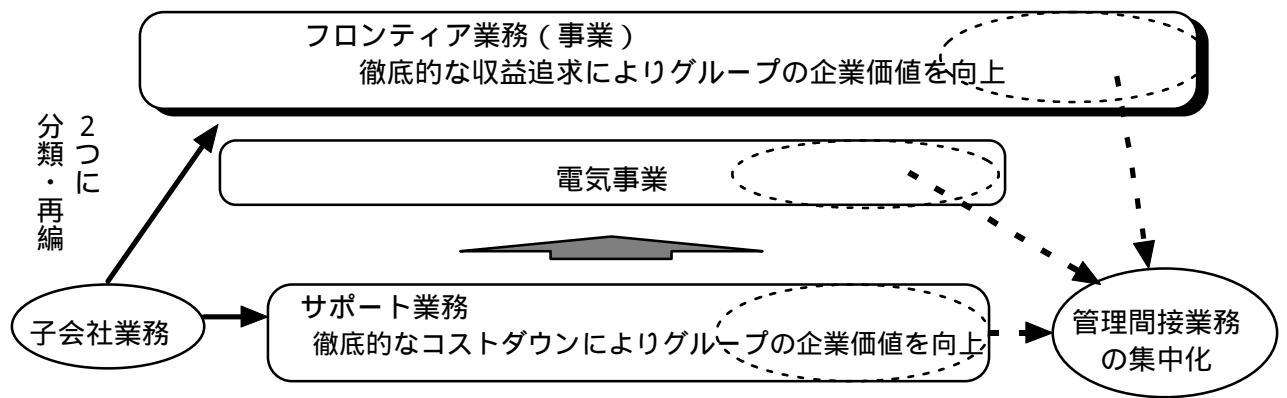 フロンティア業務(事業)
徹底的な収益追求によりグループの企業価値を向上
2つに
分類・再編
電気事業
子会社業務
サポート業務
徹底的なコストダウンによりグループの企業価値を向上
管理間接業務
の集中化